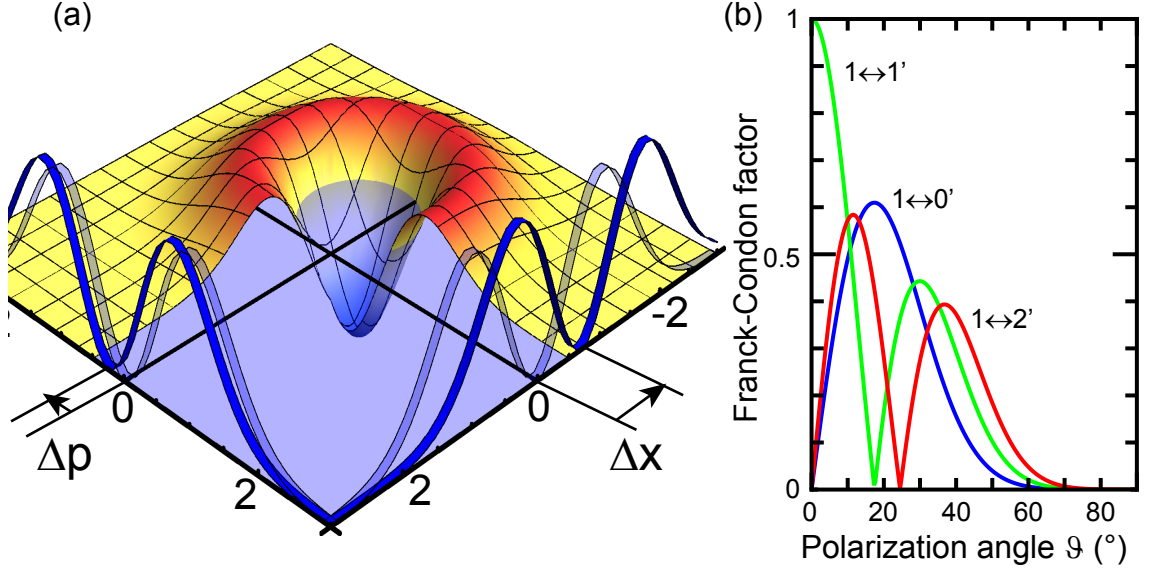 (a)
-2
0
0
Δp
Δx
2
2
(b)
1
1↔1’
1↔0’
0.5
1↔2’
0
0 20 40 60 80
Franck-Condon factor
Polarization angle ϑ (°)